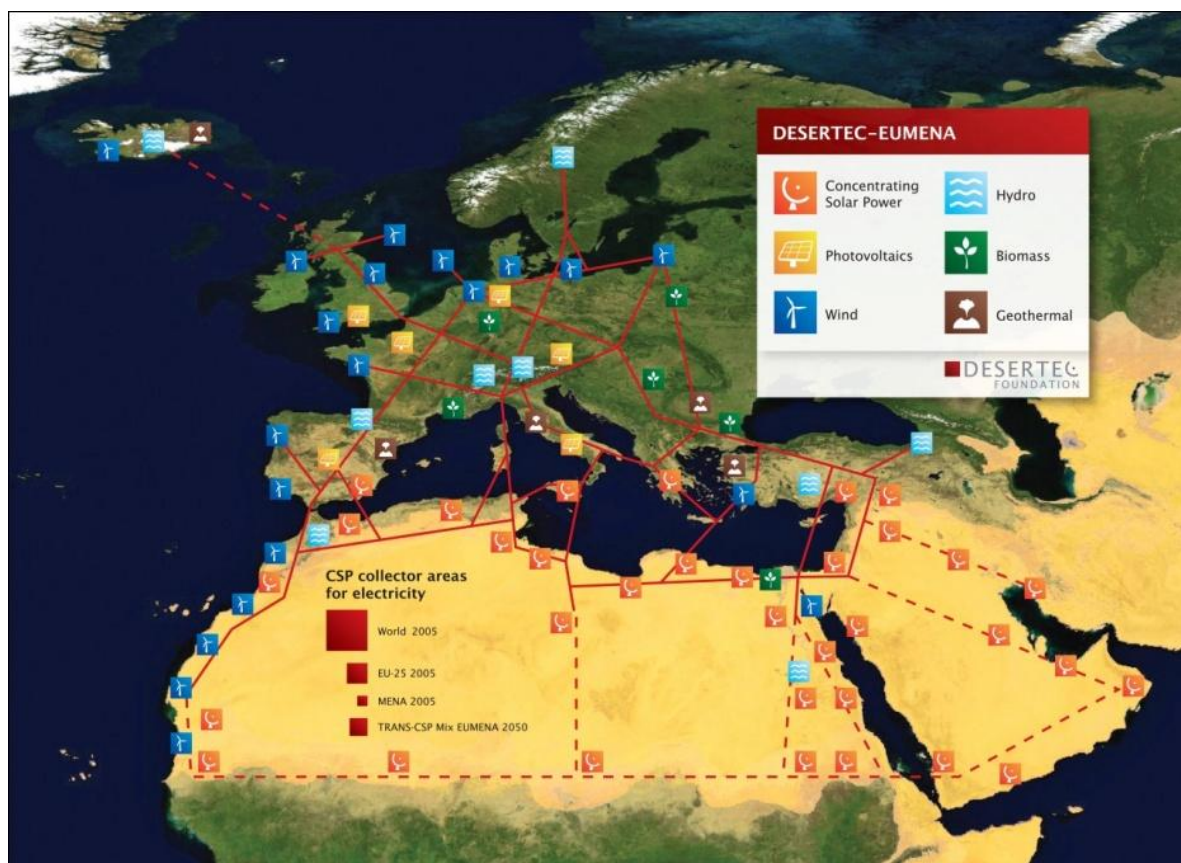 DESERTEC-EUMENA
Concentrating
Solar Power
Hydro
Photovoltaics
Biomass
Wind
Geothermal
DESERTEC
FOUNDATION
CSP collector areas
for electricity
World 2005
EU-25 2005
MENA 2005
TRANS-CSP Mix EUMENA 2050